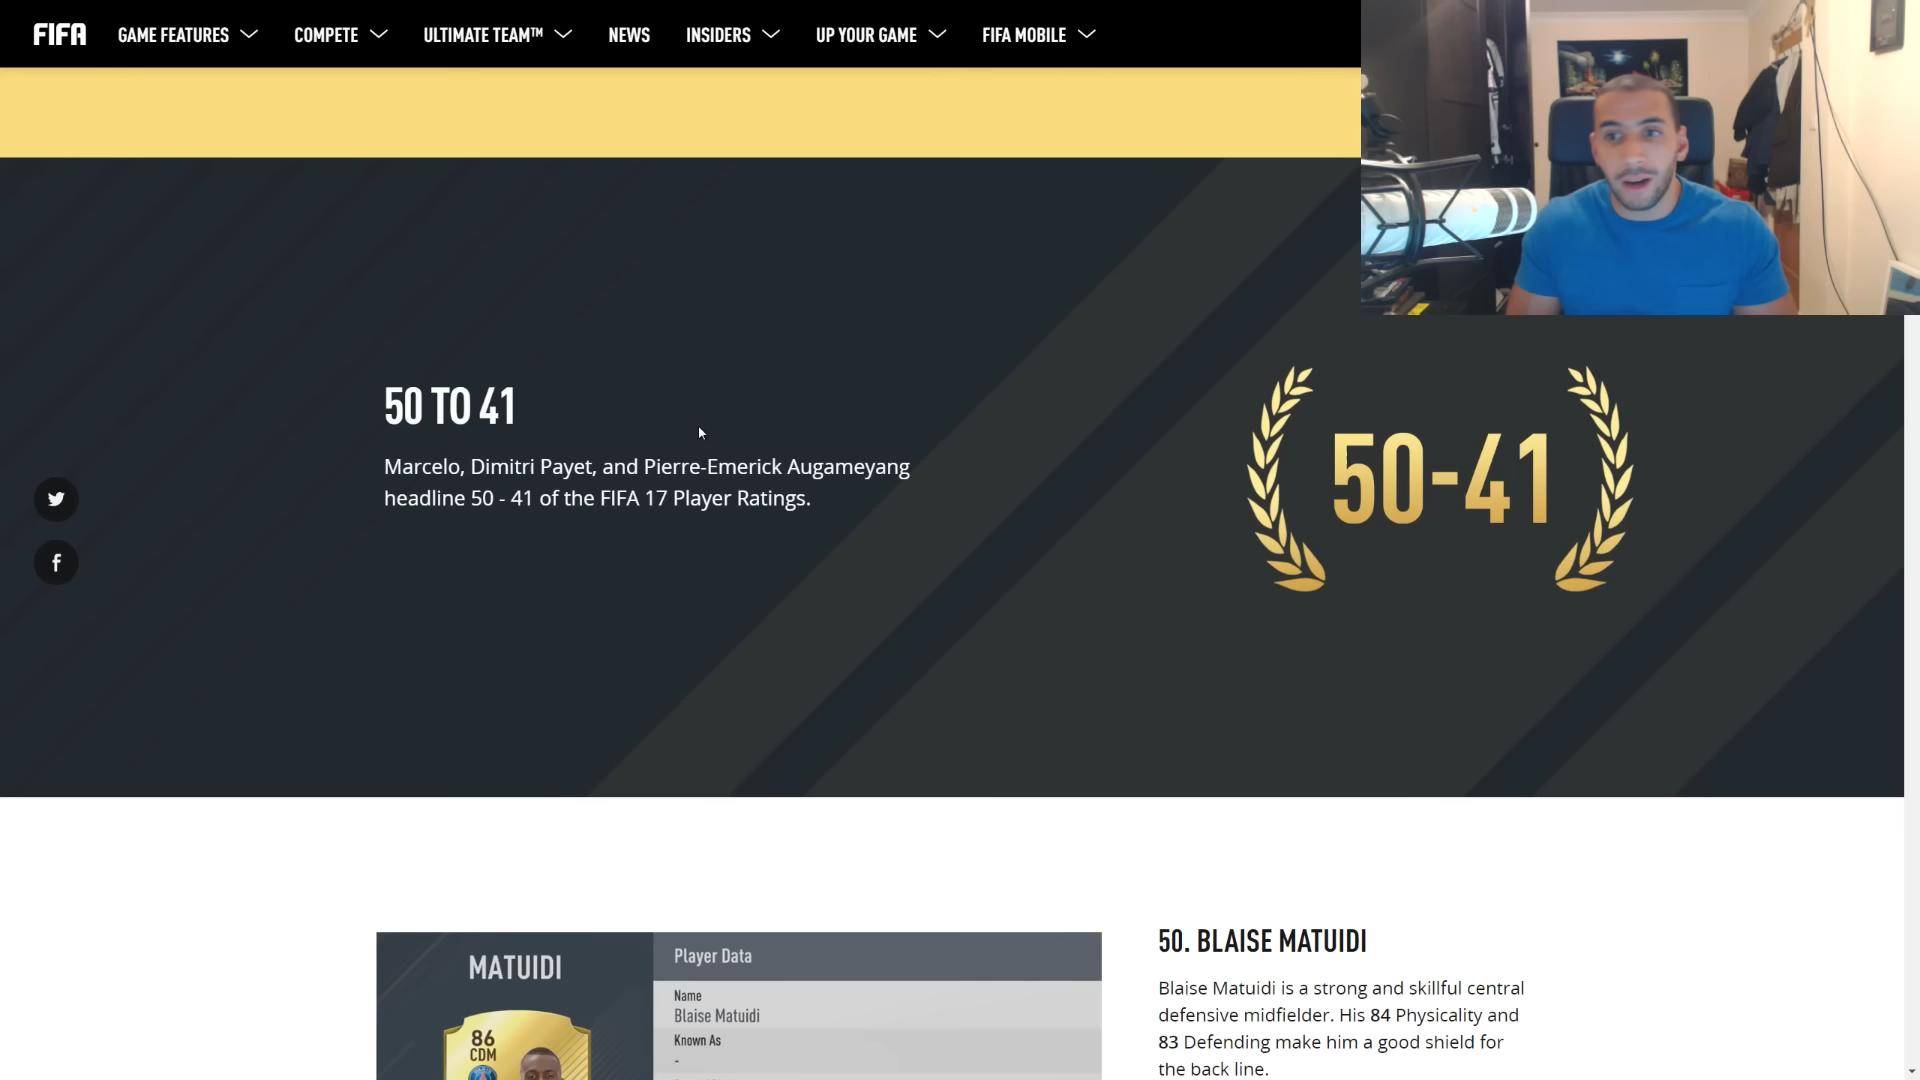 FIFA GAME FEATURES COMPETE ULTIMATE TEAM™ NEWS INSIDERS UP YOUR GAME FIFA MOBILE
50 TO 41
Marcelo, Dimitri Payet, and Pierre-Emerick Augameyang
headline 50 - 41 of the FIFA 17 Player Ratings.
50-41
MATUIDI
86
CDM
Player Data
Name
Blaise Matuidi
Known As
-
50. BLAISE MATUIDI
Blaise Matuidi is a strong and skillful central
defensive midfielder. His 84 Physicality and
83 Defending make him a good shield for
the back line.